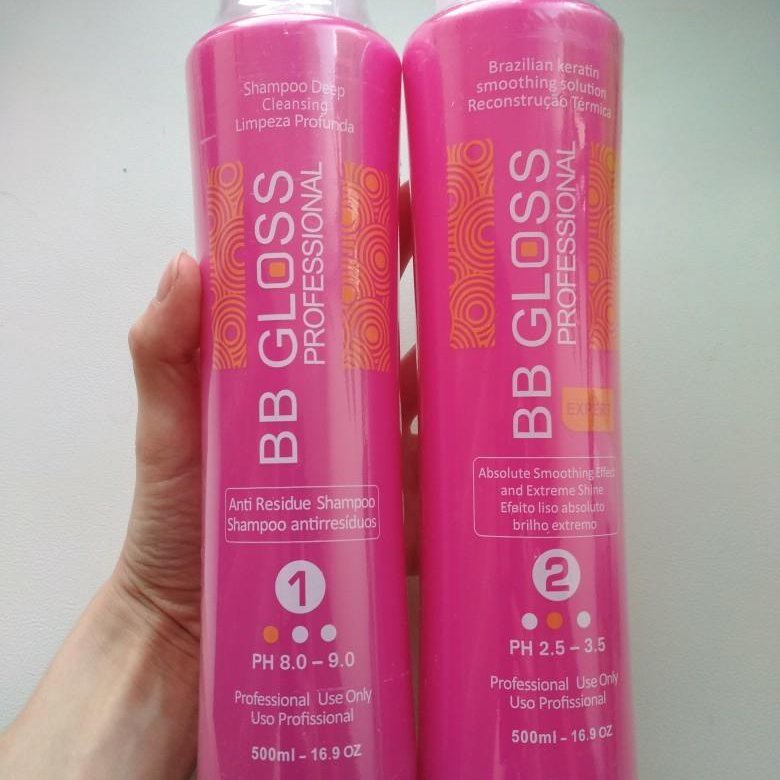 Shampoo Deep
Cleansing
Limpeza Profunda
BB GLOSS
PROFESSIONAL
Anti Residue Shampoo
Shampoo antirresíduos
1
PH 8.0 – 9.0
Professional Use Only
Uso Profissional
500ml – 16.9 OZ
Brazilian keratin
smoothing solution
Reconstrução Térmica
BB GLOSS
PROFESSIONAL
EXPERT
Absolute Smoothing Effect
and Extreme Shine
Efeito liso absoluto
brilho extremo
2
PH 2.5 – 3.5
Professional Use Only
Uso Profissional
500ml – 16.9 OZ